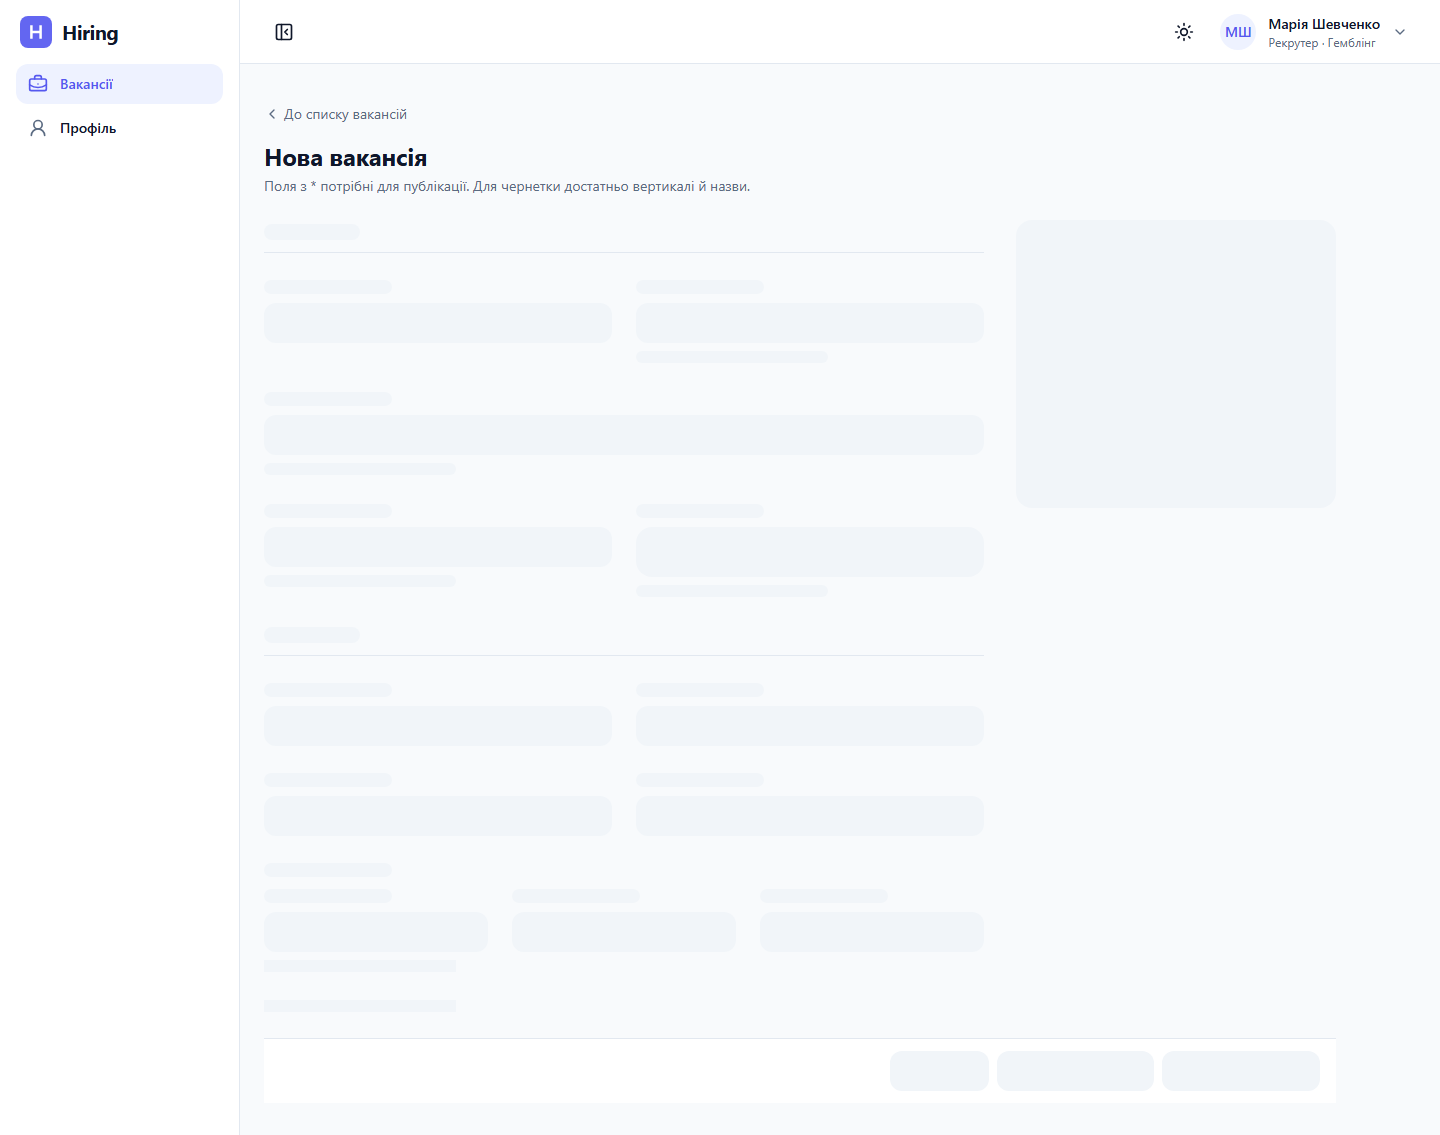 H Hiring
Вакансії
Профіль
МШ
Марія Шевченко
Рекрутер · Гемблінг
До списку вакансій
Нова вакансія
Поля з * потрібні для публікації. Для чернетки достатньо вертикалі й назви.